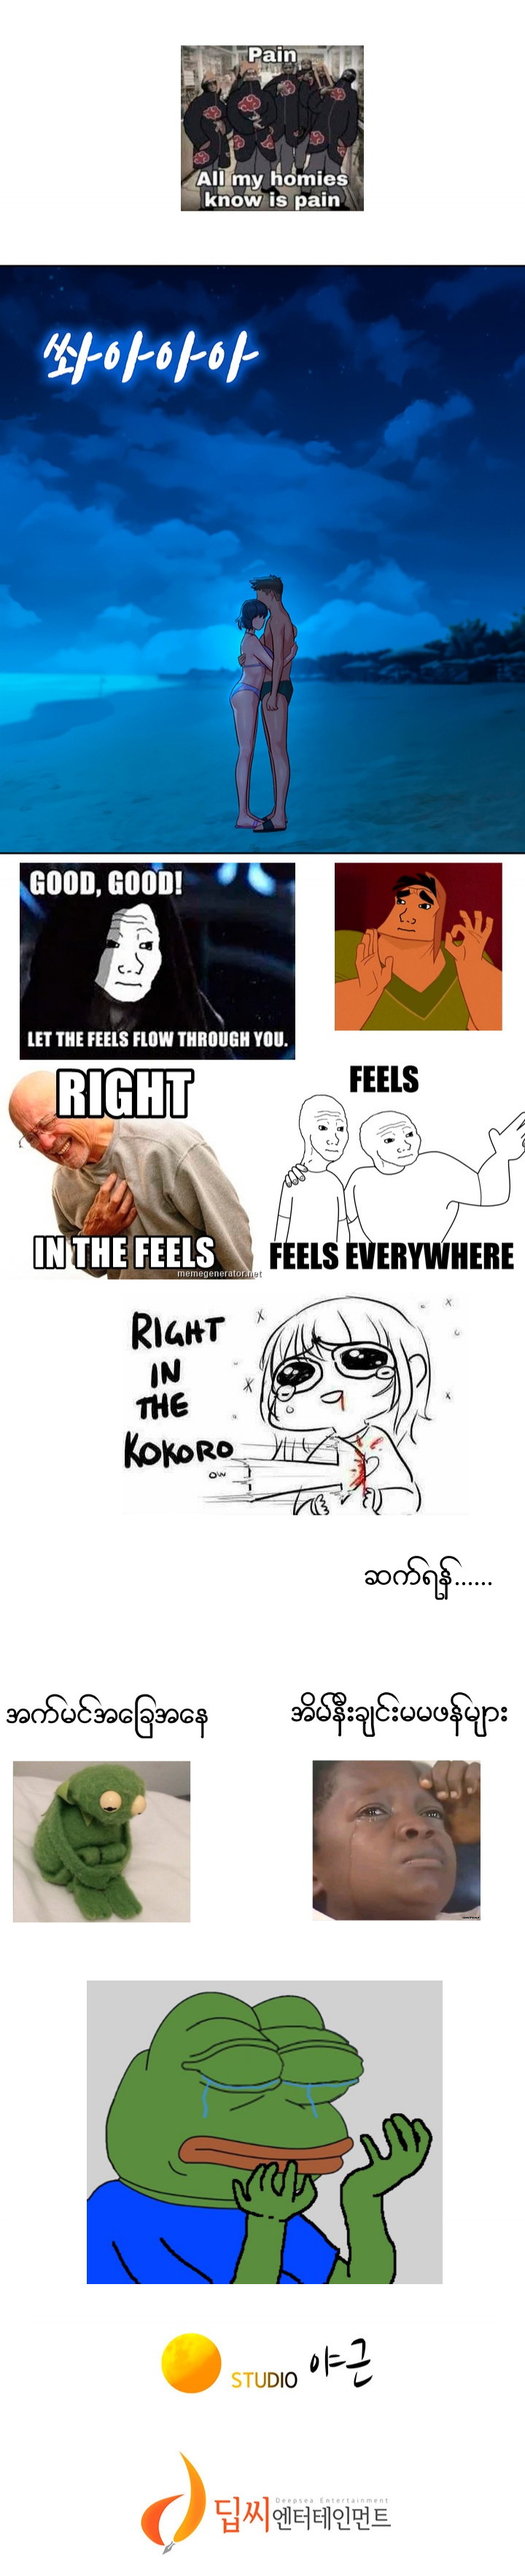 Pain
All my homies
know is pain
쏴아아아
GOOD, GOOD!
LET THE FEELS FLOW THROUGH YOU.
RIGHT
IN THE FEELS
memegenerator.net
FEELS
FEELS EVERYWHERE
RIGHT
IN
THE
KOKORO
OW
ဆက်ရန်......
အက်မင်အခြေအနေ
အိမ်နီးချင်းမမဖန်များ
STUDIO 야근
Deepsea Entertainment
딥씨엔터테인먼트